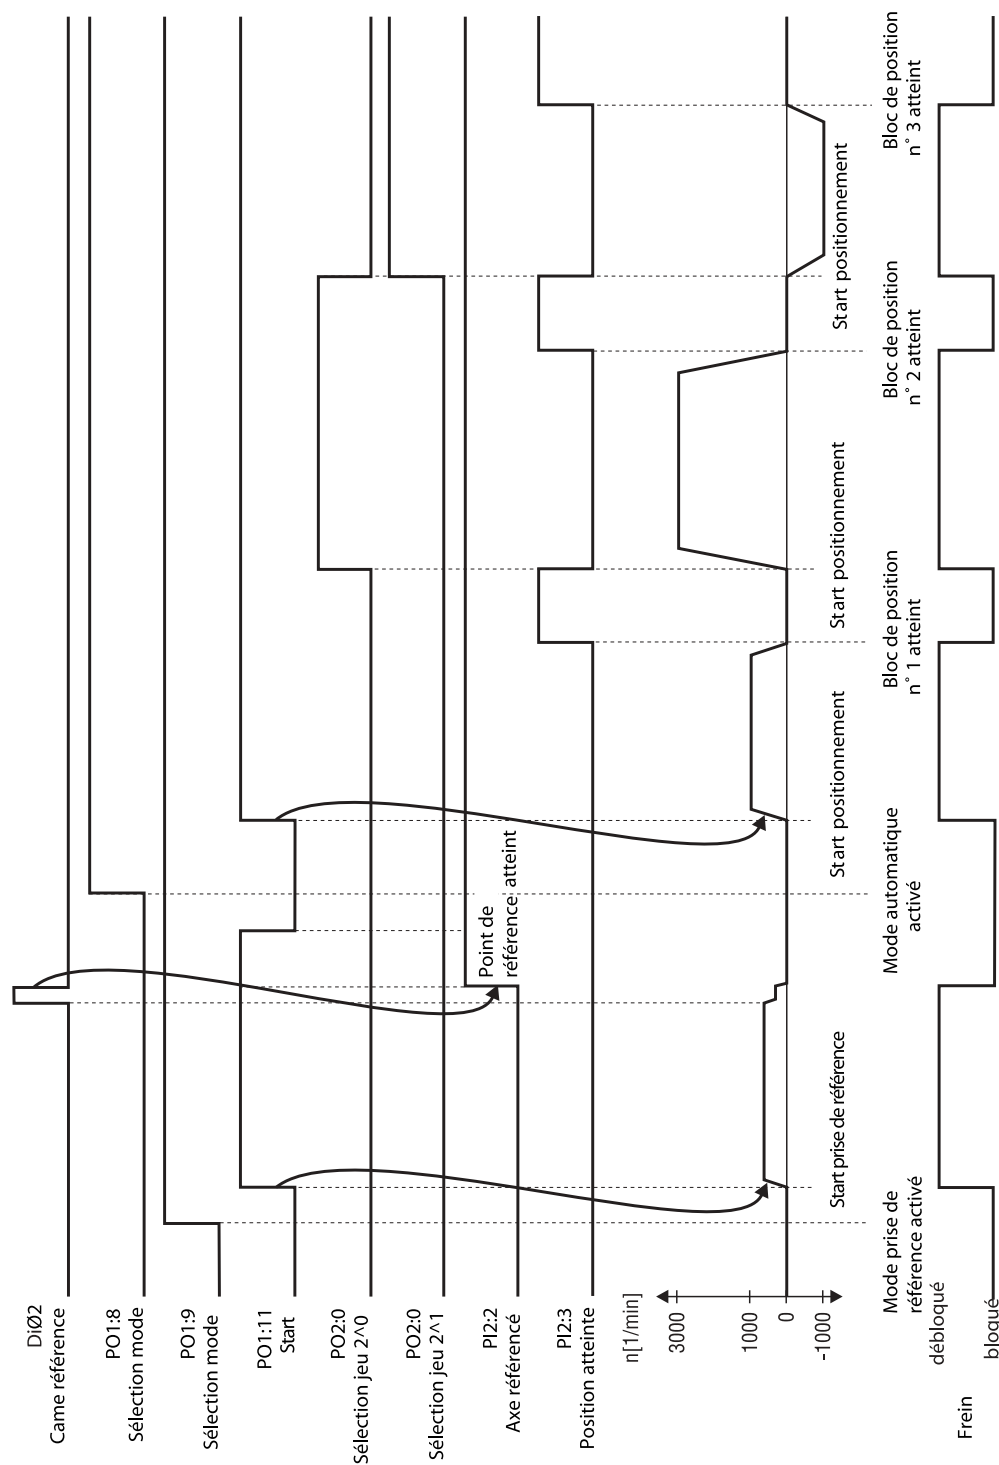 DiØ2
Came référence
PO1:8
Sélection mode
PO1:9
Sélection mode
PO1:11
Start
PO2:0
Sélection jeu 2^0
PO2:0
Sélection jeu 2^1
PI2:2
Axe référencé
PI2:3
Position atteinte
n[1/min]
3000
1000
0
-1000
Frein
débloqué
bloqué
Point de
référence atteint
Start prise de référence
Start positionnement
Start positionnement
Start positionnement
Mode prise de
référence activé
Mode automatique
activé
Bloc de position
n° 1 atteint
Bloc de position
n° 2 atteint
Bloc de position
n° 3 atteint